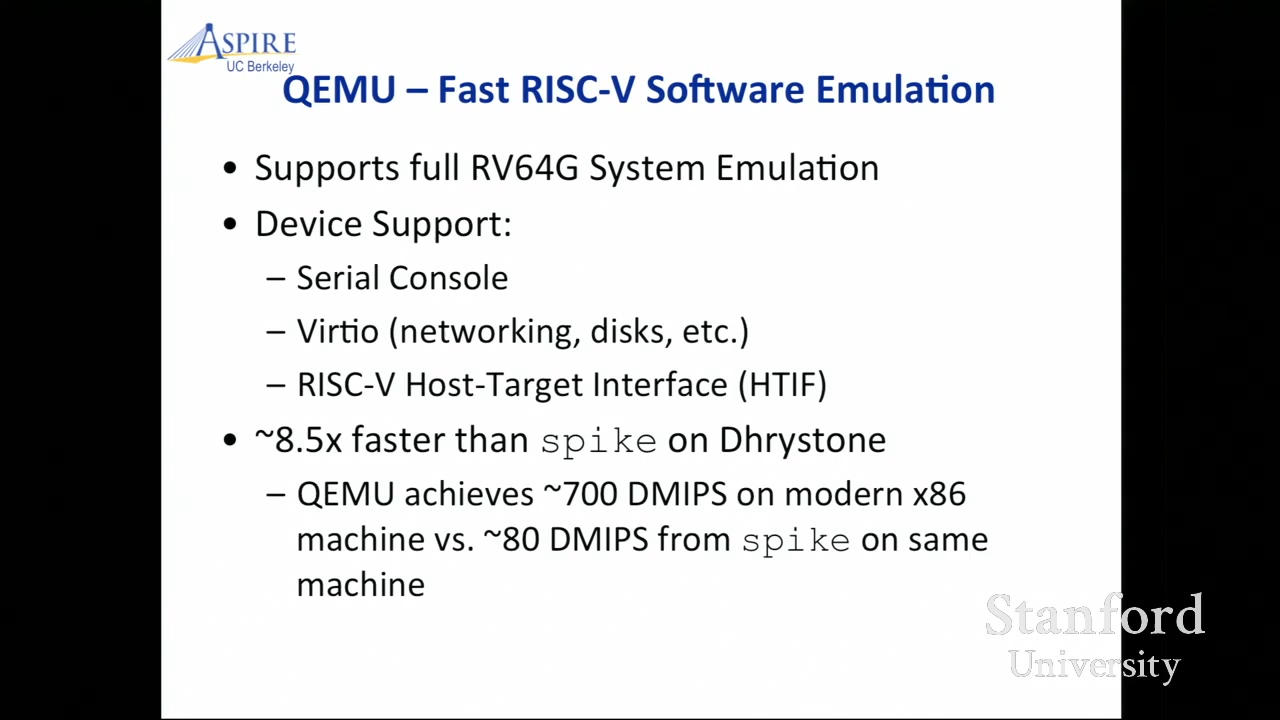 ASPIRE
UC Berkeley
QEMU – Fast RISC-V Software Emulation
• Supports full RV64G System Emulation
• Device Support:
– Serial Console
– Virtio (networking, disks, etc.)
– RISC-V Host-Target Interface (HTIF)
• ~8.5x faster than spike on Dhrystone
– QEMU achieves ~700 DMIPS on modern x86
machine vs. ~80 DMIPS from spike on same
machine
Stanford
University